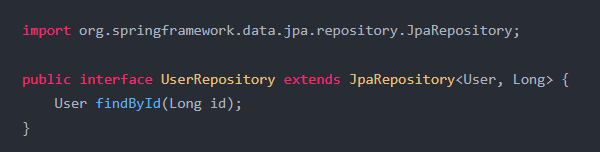 import org.springframework.data.jpa.repository.JpaRepository;
public interface UserRepository extends JpaRepository<User, Long> {
    User findById(Long id);
}